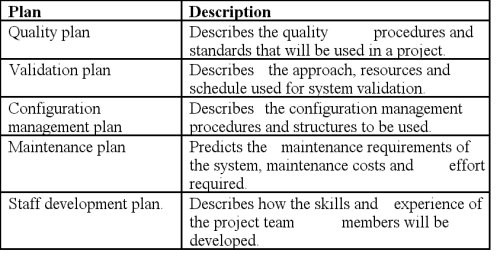 Plan Description
Quality plan Describes the quality procedures and
standards that will be used in a project.
Validation plan Describes the approach, resources and
schedule used for system validation.
Configuration Describes the configuration management
management plan procedures and structures to be used.
Maintenance plan Predicts the maintenance requirements of
the system, maintenance costs and effort
required.
Staff development plan. Describes how the skills and experience of
the project team members will be
developed.